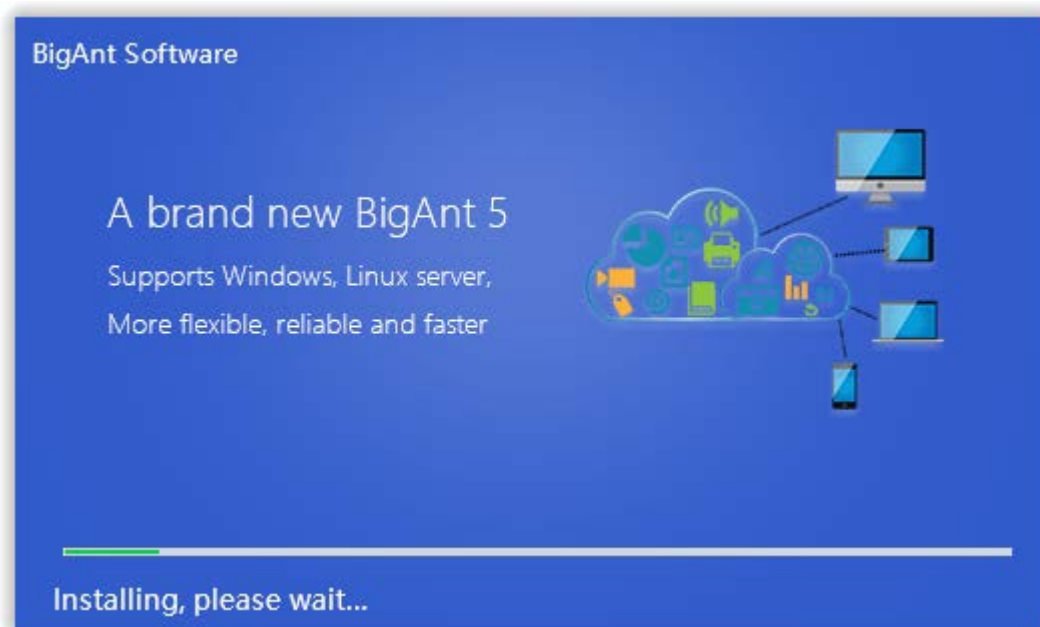 BigAnt Software
A brand new BigAnt 5
Supports Windows, Linux server,
More flexible, reliable and faster
Installing, please wait...